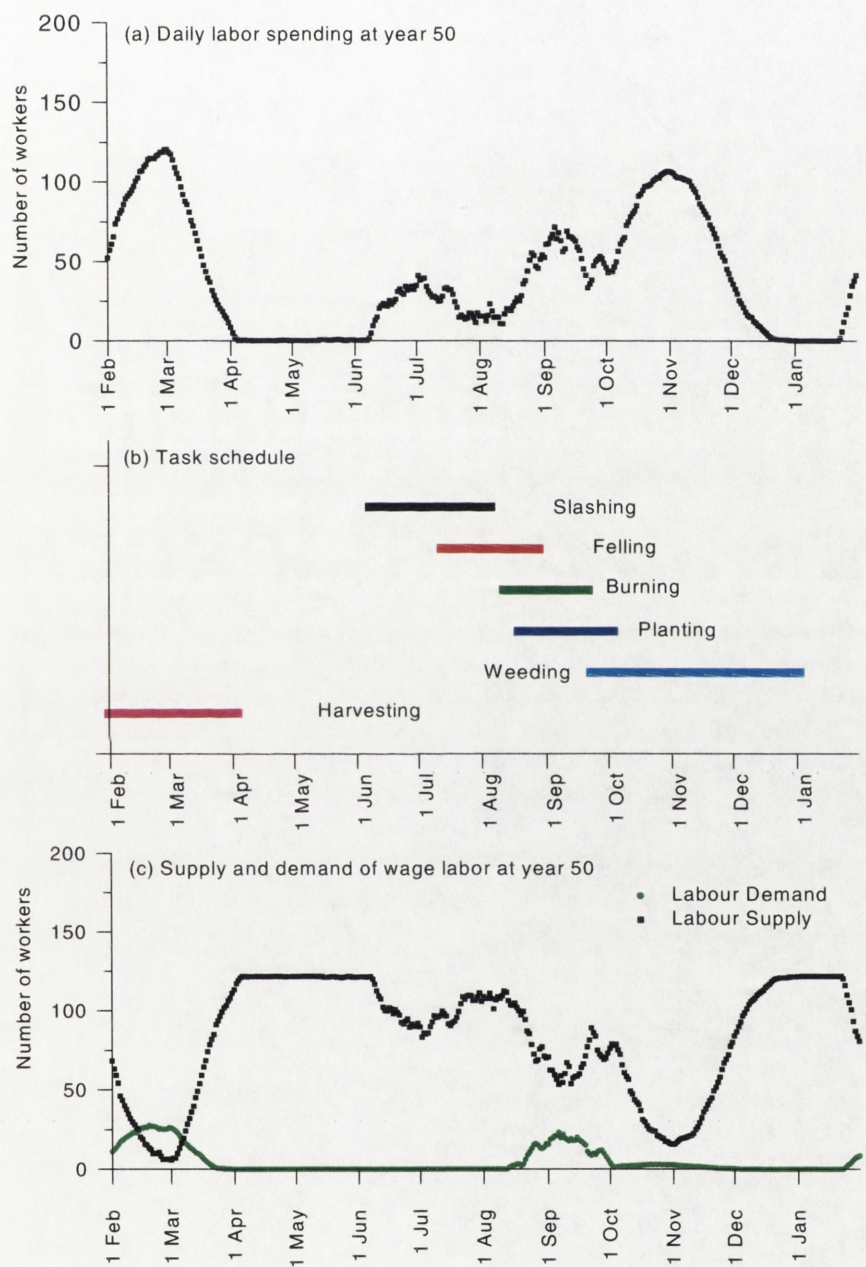 (a) Daily labor spending at year 50
Number of workers
200
150
100
50
0
1 Feb
1 Mar
1 Apr
1 May
1 Jun
1 Jul
1 Aug
1 Sep
1 Oct
1 Nov
1 Dec
1 Jan
(b) Task schedule
Slashing
Felling
Burning
Planting
Weeding
Harvesting
1 Feb
1 Mar
1 Apr
1 May
1 Jun
1 Jul
1 Aug
1 Sep
1 Oct
1 Nov
1 Dec
1 Jan
(c) Supply and demand of wage labor at year 50
Labour Demand
Labour Supply
Number of workers
200
150
100
50
0
1 Feb
1 Mar
1 Apr
1 May
1 Jun
1 Jul
1 Aug
1 Sep
1 Oct
1 Nov
1 Dec
1 Jan